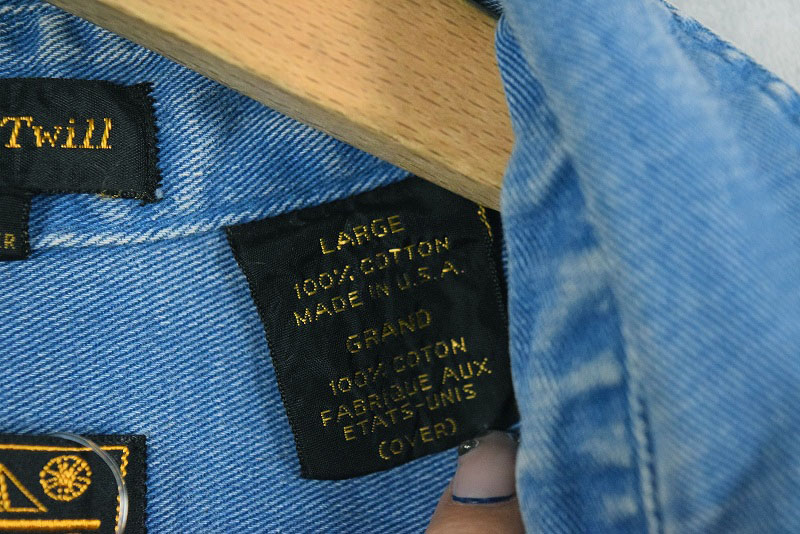 Twill
R
LARGE
100% COTTON
MADE IN U.S.A.
GRAND
100% COTON
FABRIQUE AUX
ETATS-UNIS
(OVER)